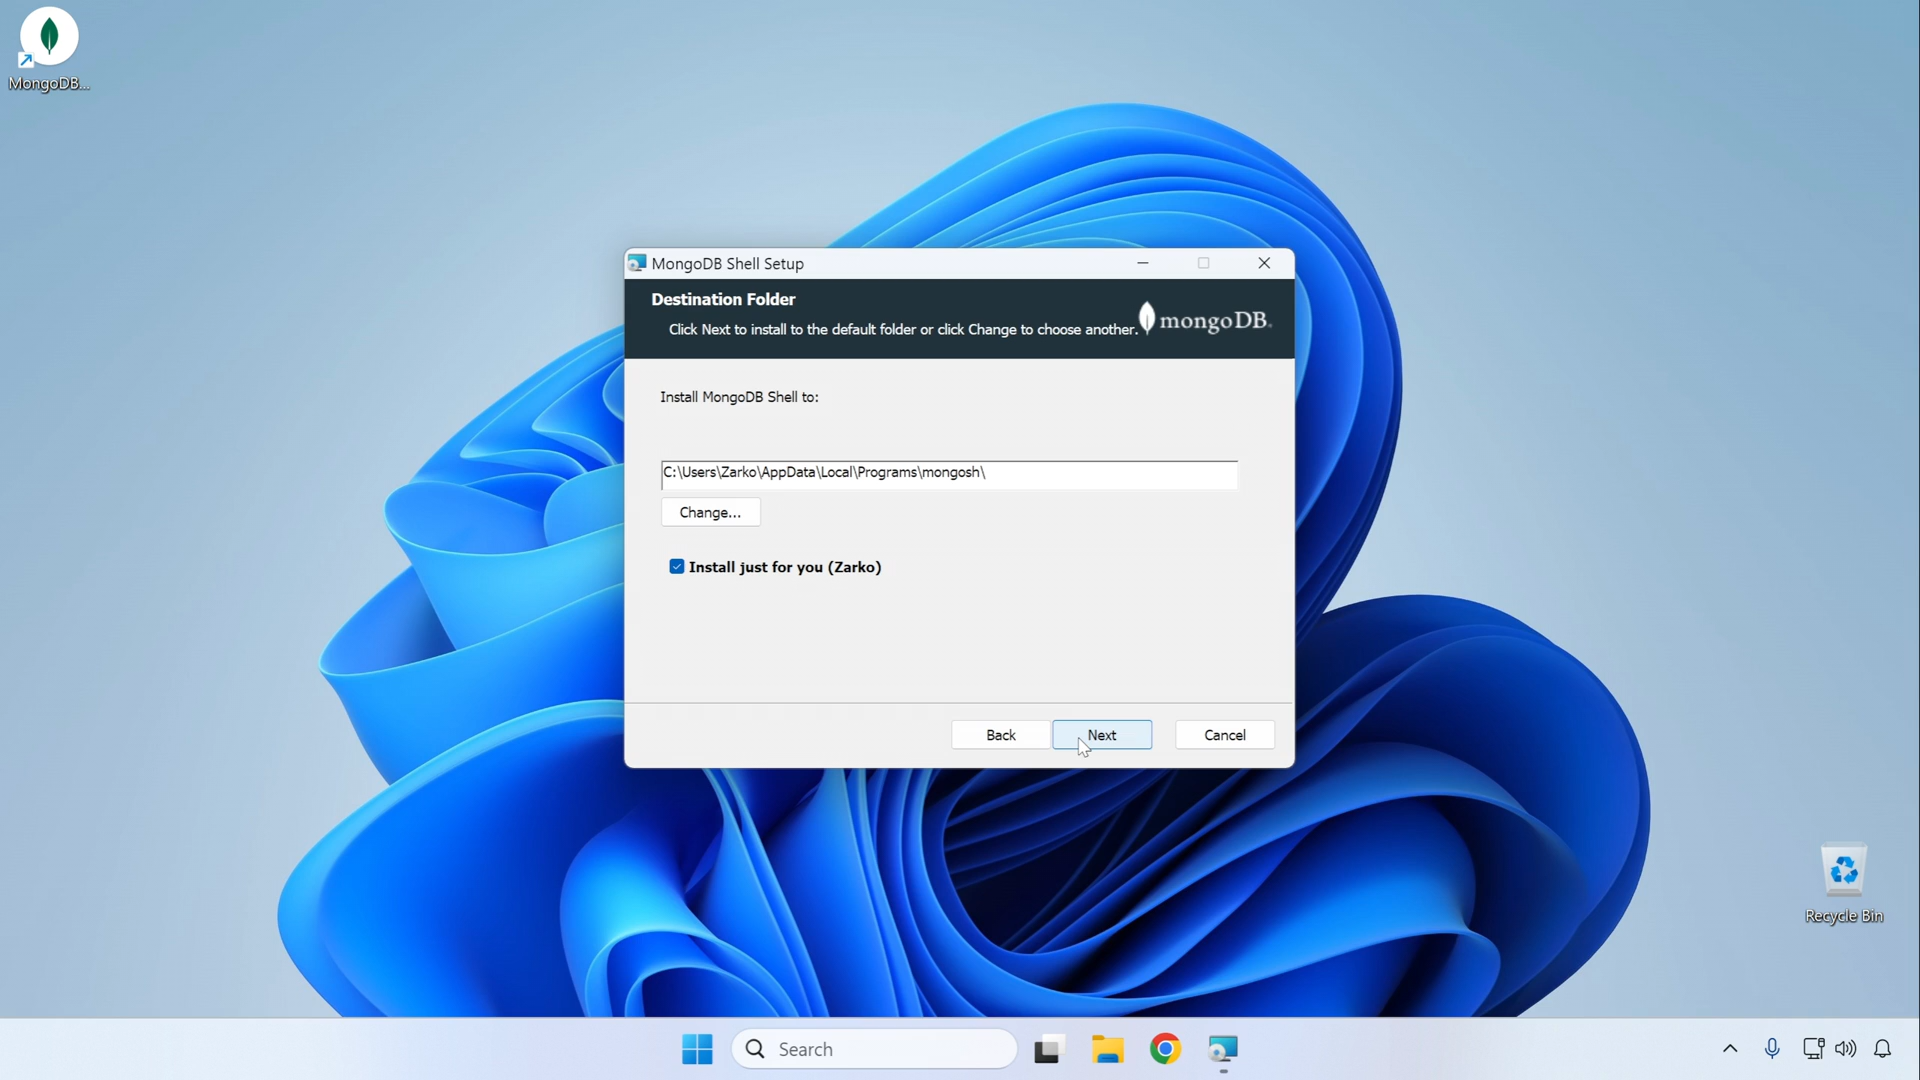 MongoDB...
MongoDB Shell Setup
Destination Folder
Click Next to install to the default folder or click Change to choose another.
mongoDB.
Install MongoDB Shell to:
C:\Users\Zarko\AppData\Local\Programs\mongosh\
Change...
Install just for you (Zarko)
Back
Next
Cancel
Recycle Bin
Search